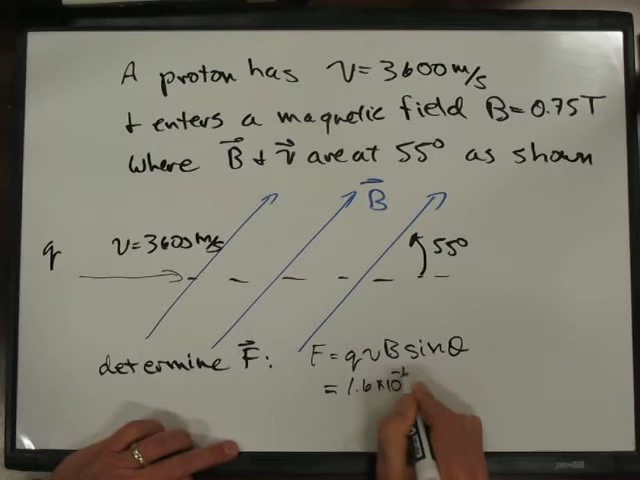 A proton has v = 3600 m/s
+ enters a magnetic field B = 0.75T
where B⃗ + v⃗ are at 55° as shown
B⃗
q v = 3600 m/s 55°
determine F⃗: F = qvB sinθ
= 1.6 × 10⁻